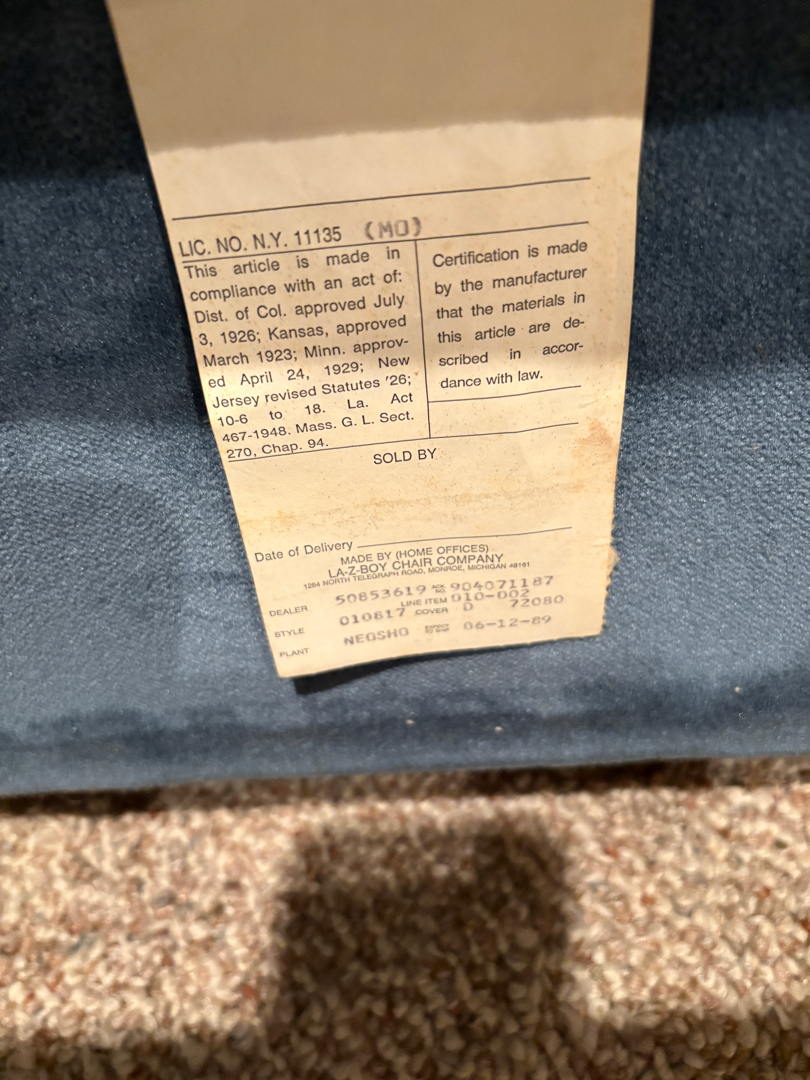 LIC. NO. N.Y. 11135 (MO)
This article is made in
compliance with an act of:
Dist. of Col. approved July
3, 1926; Kansas, approved
March 1923; Minn. approv-
ed April 24, 1929; New
Jersey revised Statutes '26;
10-6 to 18. La. Act
467-1948. Mass. G. L. Sect.
270, Chap. 94.
Certification is made
by the manufacturer
that the materials in
this article are de-
scribed in accor-
dance with law.
SOLD BY
Date of Delivery
MADE BY (HOME OFFICES)
LA-Z-BOY CHAIR COMPANY
1284 NORTH TELEGRAPH ROAD, MONROE, MICHIGAN 48161
DEALER 50853619 ACK. NO. 904071187
LINE ITEM 010-002
STYLE 010817 COVER D 72080
PLANT NEOSHO 06-12-89